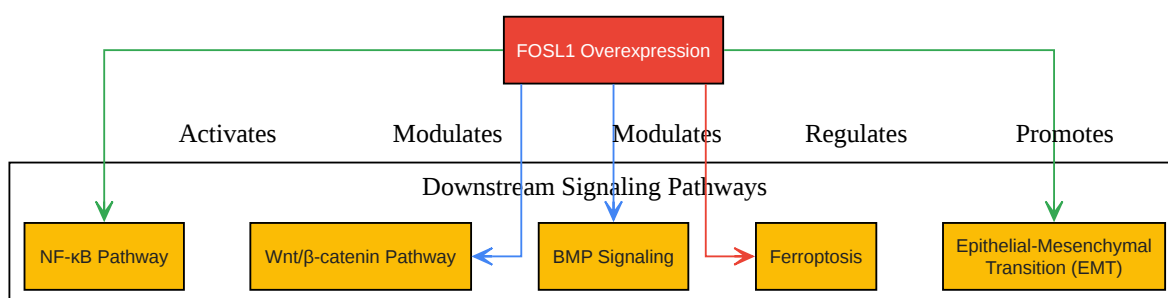 FOSL1 Overexpression
Activates
Modulates
Modulates
Regulates
Promotes
Downstream Signaling Pathways
NF-κB Pathway
Wnt/β-catenin Pathway
BMP Signaling
Ferroptosis
Epithelial-Mesenchymal
Transition (EMT)